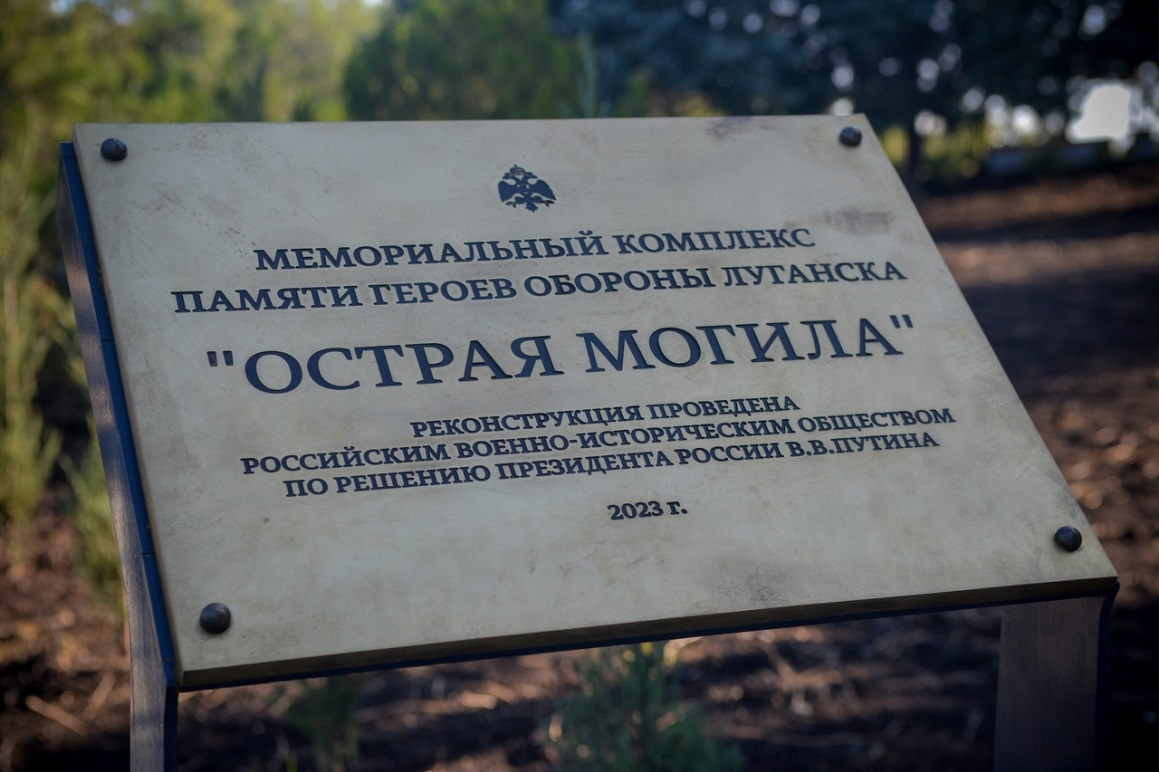 МЕМОРИАЛЬНЫЙ КОМПЛЕКС
ПАМЯТИ ГЕРОЕВ ОБОРОНЫ ЛУГАНСКА
"ОСТРАЯ МОГИЛА"
РЕКОНСТРУКЦИЯ ПРОВЕДЕНА
РОССИЙСКИМ ВОЕННО-ИСТОРИЧЕСКИМ ОБЩЕСТВОМ
ПО РЕШЕНИЮ ПРЕЗИДЕНТА РОССИИ В.В.ПУТИНА
2023 г.